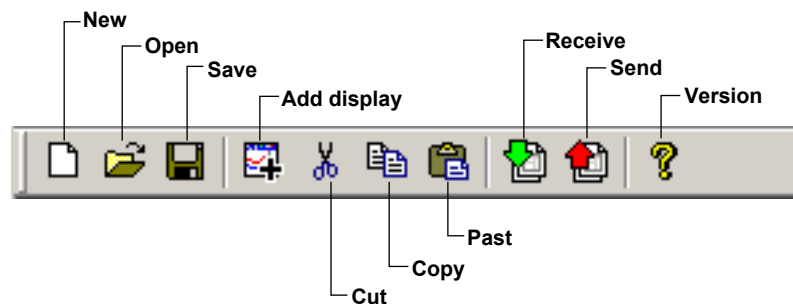 New
Open
Save
Add display
Receive
Send
Version
Past
Copy
Cut